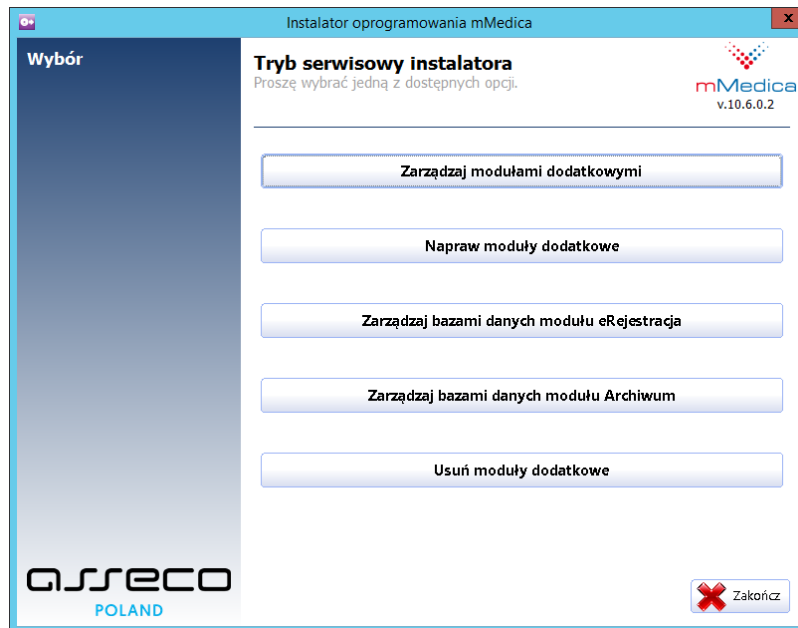 Instalator oprogramowania mMedica
x
Wybór
Tryb serwisowy instalatora
Proszę wybrać jedną z dostępnych opcji.
mMedica
v.10.6.0.2
Zarządzaj modułami dodatkowymi
Napraw moduły dodatkowe
Zarządzaj bazami danych modułu eRejestracja
Zarządzaj bazami danych modułu Archiwum
Usuń moduły dodatkowe
asseco
POLAND
Zakończ